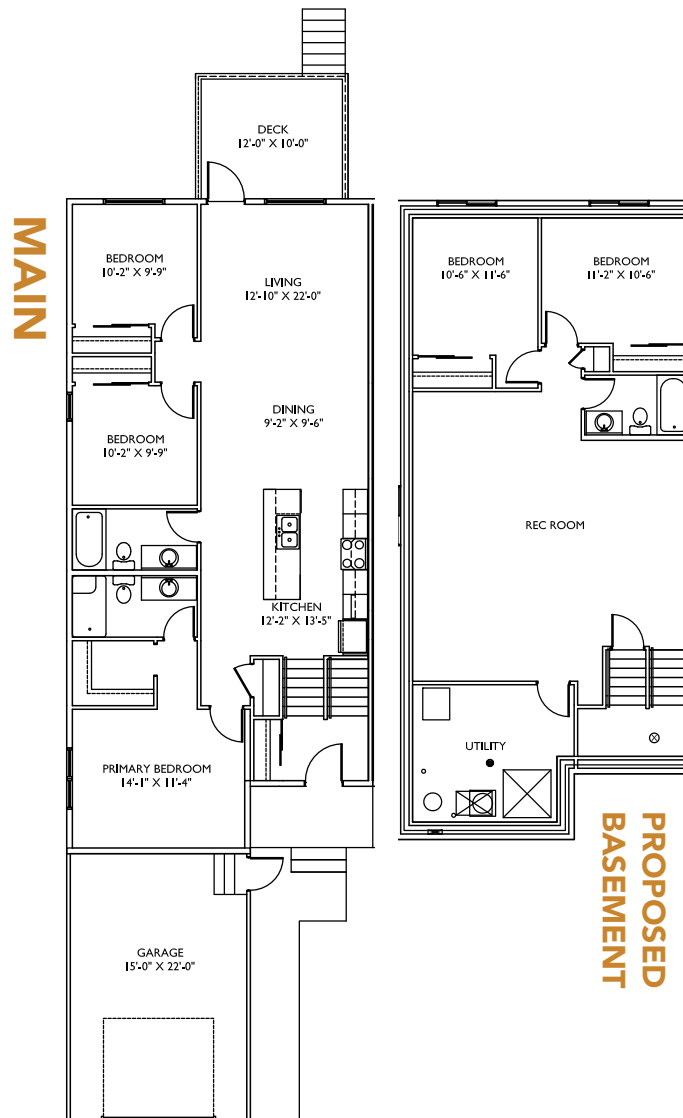 MAIN
DECK
12'-0" X 10'-0"
BEDROOM
10'-2" X 9'-9"
LIVING
12'-10" X 22'-0"
DINING
9'-2" X 9'-6"
BEDROOM
10'-2" X 9'-9"
KITCHEN
12'-2" X 13'-5"
PRIMARY BEDROOM
14'-1" X 11'-4"
GARAGE
15'-0" X 22'-0"
BEDROOM
10'-6" X 11'-6"
BEDROOM
11'-2" X 10'-6"
REC ROOM
UTILITY
PROPOSED
BASEMENT